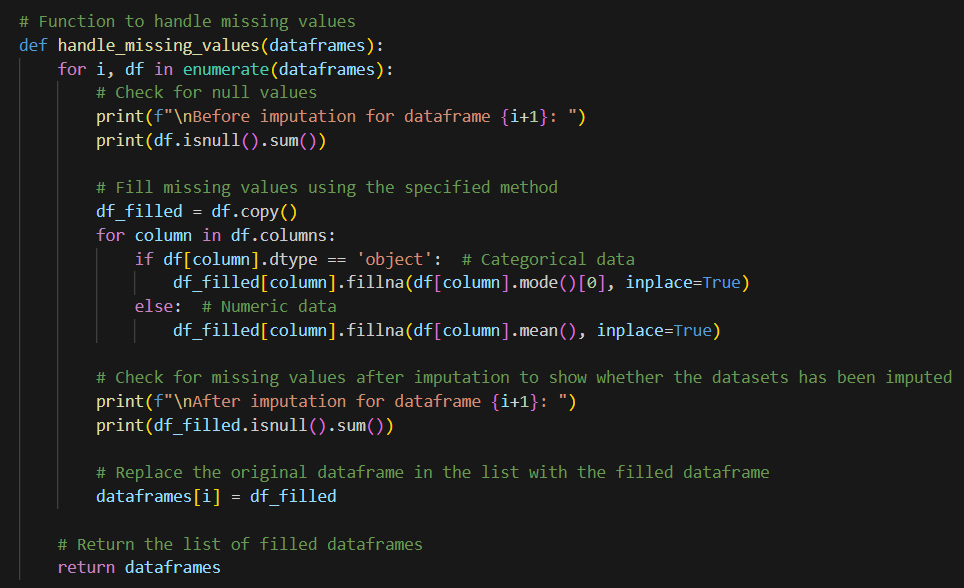 # Function to handle missing values
def handle_missing_values(dataframes):
    for i, df in enumerate(dataframes):
        # Check for null values
        print(f"\nBefore imputation for dataframe {i+1}: ")
        print(df.isnull().sum())

        # Fill missing values using the specified method
        df_filled = df.copy()
        for column in df.columns:
            if df[column].dtype == 'object':  # Categorical data
                df_filled[column].fillna(df[column].mode()[0], inplace=True)
            else:  # Numeric data
                df_filled[column].fillna(df[column].mean(), inplace=True)

        # Check for missing values after imputation to show whether the datasets has been imputed
        print(f"\nAfter imputation for dataframe {i+1}: ")
        print(df_filled.isnull().sum())

        # Replace the original dataframe in the list with the filled dataframe
        dataframes[i] = df_filled

    # Return the list of filled dataframes
    return dataframes